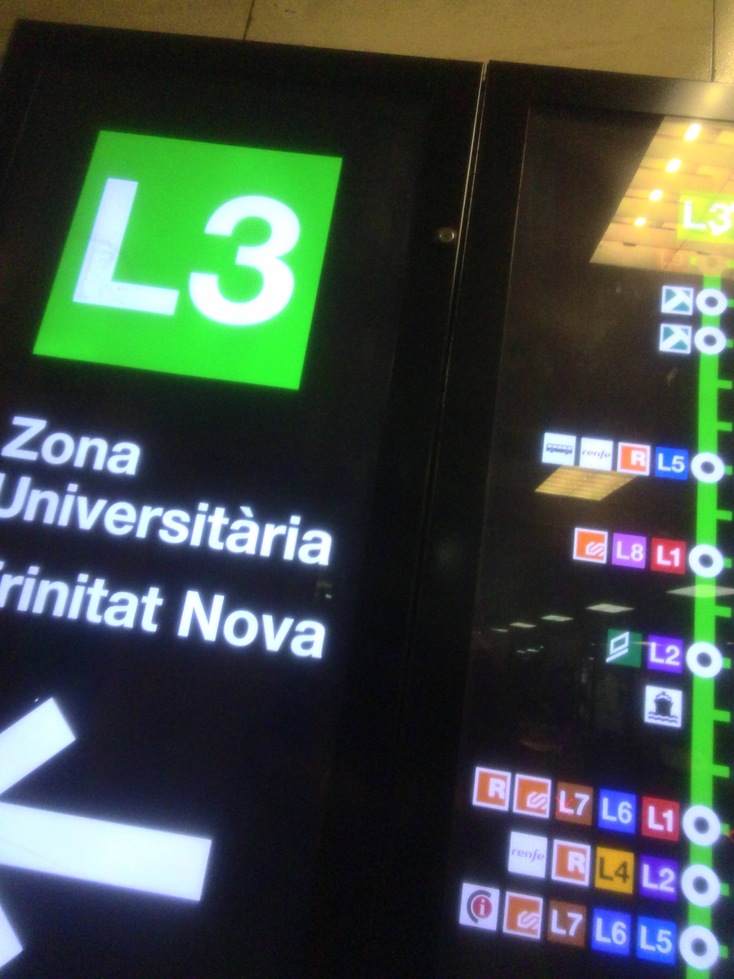 L3
Zona
Universitària
Trinitat Nova
L3
renfe R L5
L8 L1
L2
R L7 L6 L1
renfe R L4 L2
i L7 L6 L5